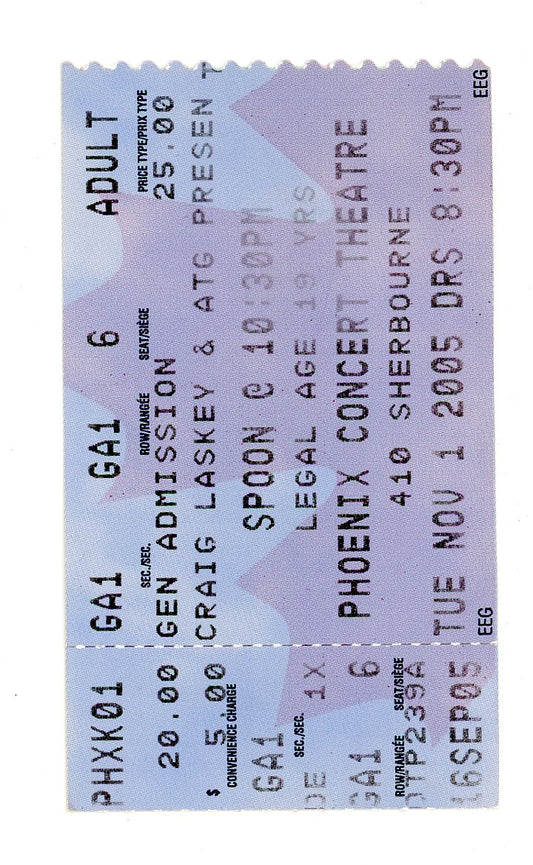 GA1 GA1 6 ADULT
SEC./SEC. ROW/RANGÉE SEAT/SIÈGE PRICE TYPE/PRIX TYPE
GEN ADMISSION 25.00
CRAIG LASKEY & ATG PRESEN T
SPOON @ 10:30PM
LEGAL AGE 19 YRS
PHOENIX CONCERT THEATRE
410 SHERBOURNE
TUE NOV 1 2005 DRS 8:30PM
EEG EEG
PHXK01
20.00
$ 5.00
CONVENIENCE CHARGE
GA1
SEC./SEC.
DE 1X
GA1 6
ROW/RANGÉE SEAT/SIÈGE
OTP239A
16SEP05